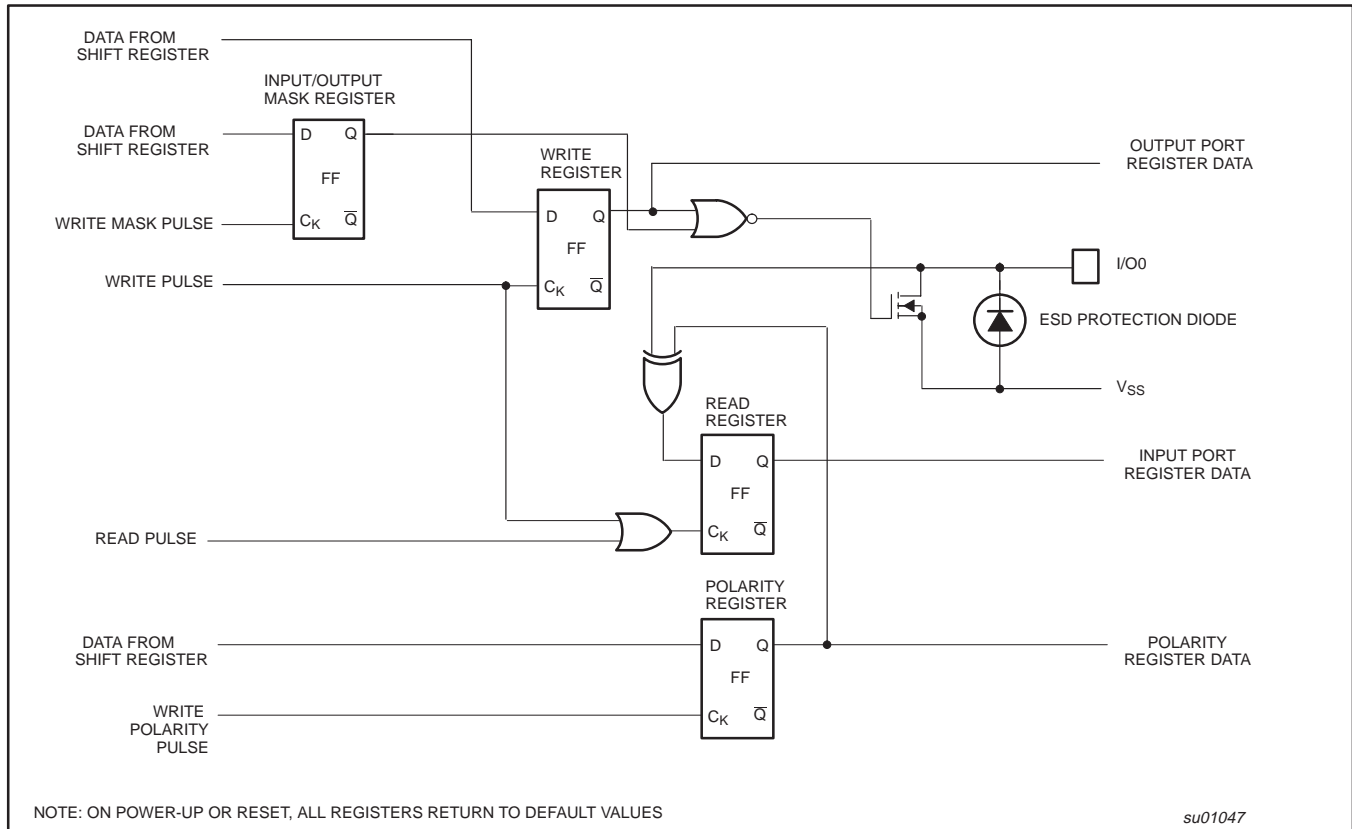 DATA FROM
SHIFT REGISTER
INPUT/OUTPUT
MASK REGISTER
DATA FROM
SHIFT REGISTER
D Q
FF
CK Q̅
WRITE MASK PULSE
WRITE PULSE
WRITE
REGISTER
D Q
FF
CK Q̅
OUTPUT PORT
REGISTER DATA
I/O0
ESD PROTECTION DIODE
VSS
READ
REGISTER
D Q
FF
CK Q̅
INPUT PORT
REGISTER DATA
READ PULSE
POLARITY
REGISTER
DATA FROM
SHIFT REGISTER
D Q
FF
CK Q̅
POLARITY
REGISTER DATA
WRITE
POLARITY
PULSE
NOTE: ON POWER-UP OR RESET, ALL REGISTERS RETURN TO DEFAULT VALUES
su01047